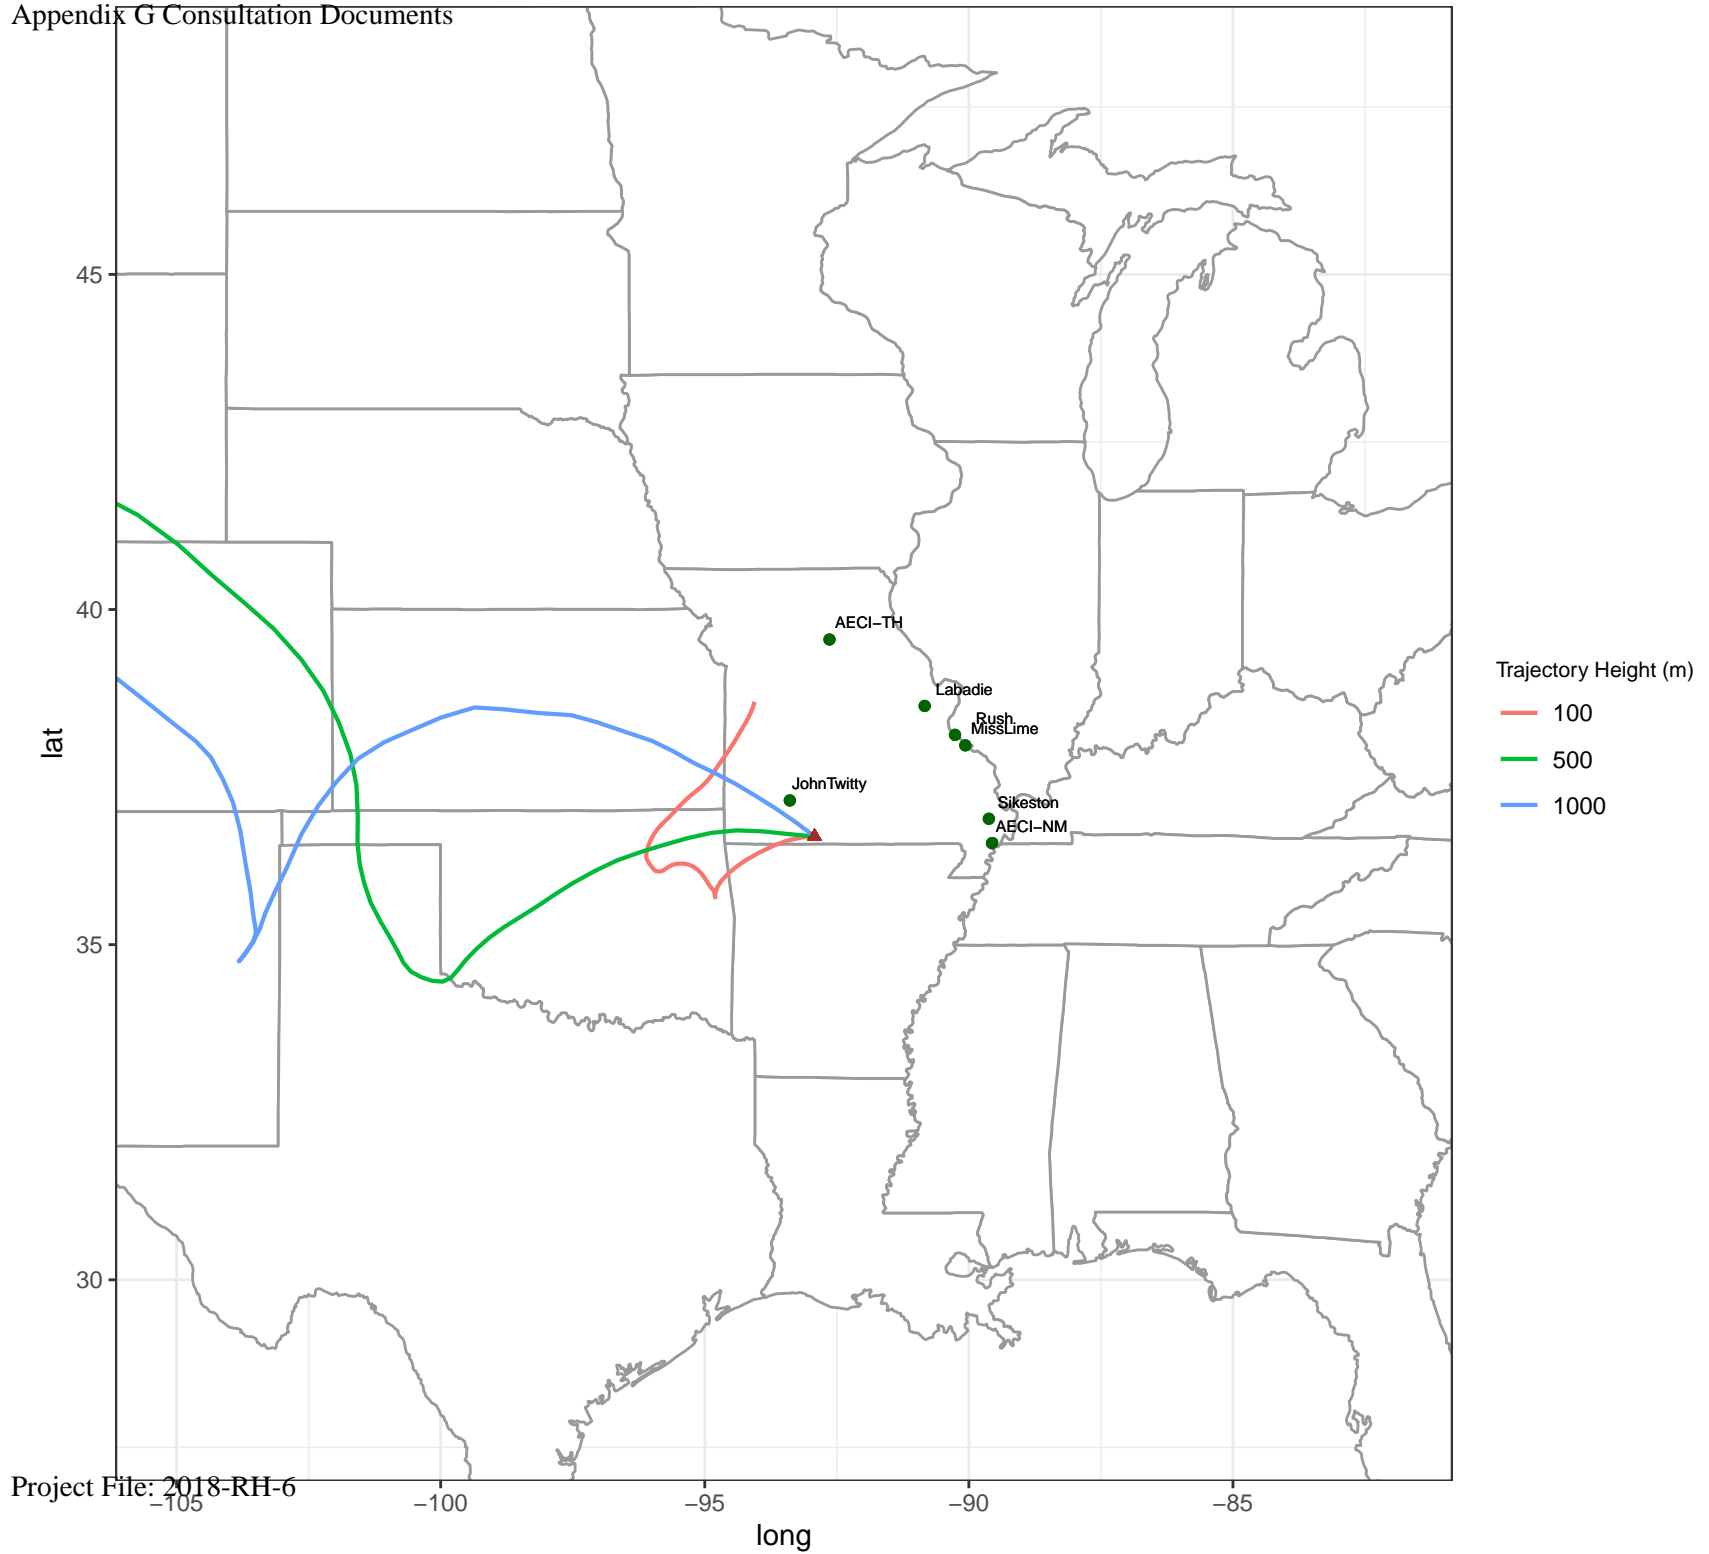 Appendix G Consultation Documents
45
40
35
30
lat
AECI−TH
Labadie
Rush
MissLime
JohnTwitty
Sikeston
AECI−NM
Trajectory Height (m)
100
500
1000
Project File: 2018-RH-6
−105
−100
−95
−90
−85
long